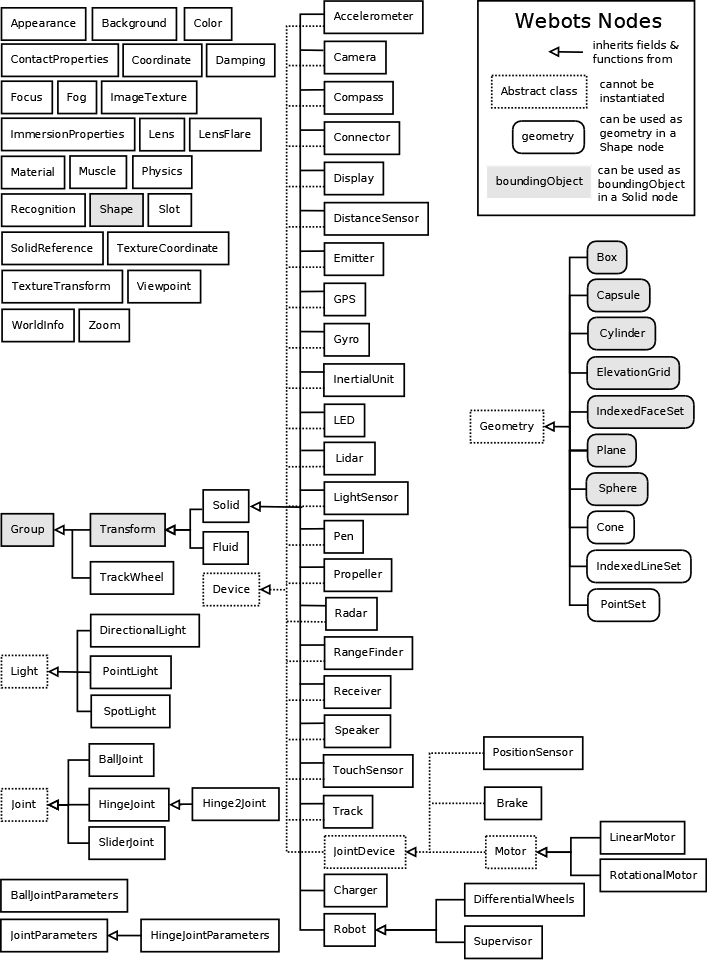 Appearance
Background
Color
ContactProperties
Coordinate
Damping
Focus
Fog
ImageTexture
ImmersionProperties
Lens
LensFlare
Material
Muscle
Physics
Recognition
Shape
Slot
SolidReference
TextureCoordinate
TextureTransform
Viewpoint
WorldInfo
Zoom
Group
Transform
Solid
Fluid
TrackWheel
Device
Light
DirectionalLight
PointLight
SpotLight
Joint
BallJoint
HingeJoint
Hinge2Joint
SliderJoint
BallJointParameters
JointParameters
HingeJointParameters
Accelerometer
Camera
Compass
Connector
Display
DistanceSensor
Emitter
GPS
Gyro
InertialUnit
LED
Lidar
LightSensor
Pen
Propeller
Radar
RangeFinder
Receiver
Speaker
TouchSensor
Track
JointDevice
Charger
Robot
PositionSensor
Brake
Motor
LinearMotor
RotationalMotor
DifferentialWheels
Supervisor
Webots Nodes
inherits fields &
functions from
Abstract class
cannot be
instantiated
geometry
can be used as
geometry in a
Shape node
boundingObject
can be used as
boundingObject
in a Solid node
Geometry
Box
Capsule
Cylinder
ElevationGrid
IndexedFaceSet
Plane
Sphere
Cone
IndexedLineSet
PointSet